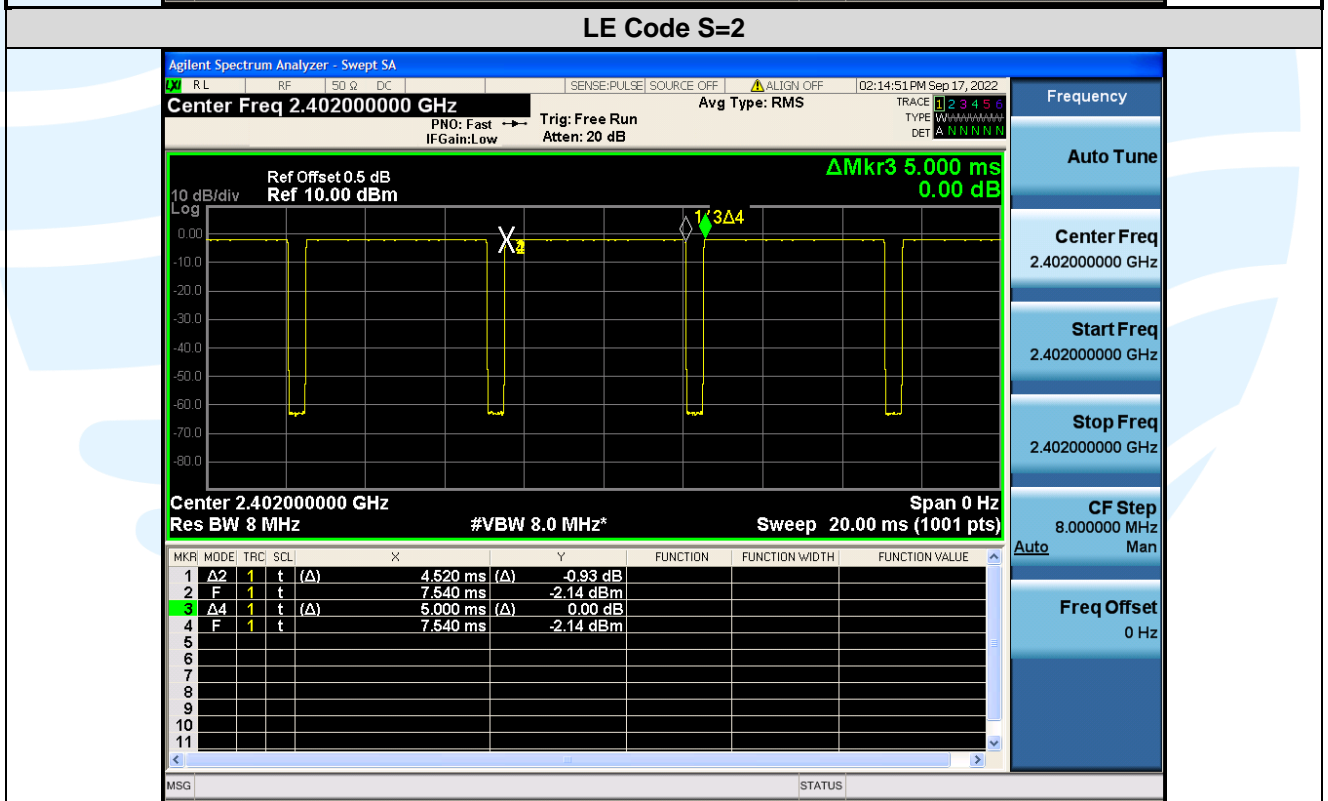 LE Code S=2
Agilent Spectrum Analyzer - Swept SA
LXI RL RF 50 Ω DC SENSE:PULSE SOURCE OFF ALIGN OFF 02:14:51 PM Sep 17, 2022
Center Freq 2.402000000 GHz Avg Type: RMS TRACE 1 2 3 4 5 6
PNO: Fast Trig: Free Run TYPE
IFGain:Low Atten: 20 dB DET A N N N N N
ΔMkr3 5.000 ms
0.00 dB
Ref Offset 0.5 dB
10 dB/div Ref 10.00 dBm
Log
0.00
-10.0
-20.0
-30.0
-40.0
-50.0
-60.0
-70.0
-80.0
3Δ4
Center 2.402000000 GHz Span 0 Hz
Res BW 8 MHz #VBW 8.0 MHz* Sweep 20.00 ms (1001 pts)
MKR MODE TRC SCL X Y FUNCTION FUNCTION WIDTH FUNCTION VALUE
1 Δ2 1 t (Δ) 4.520 ms (Δ) -0.93 dB
2 F 1 t 7.540 ms -2.14 dBm
3 Δ4 1 t (Δ) 5.000 ms (Δ) 0.00 dB
4 F 1 t 7.540 ms -2.14 dBm
5
6
7
8
9
10
11
MSG STATUS
Frequency
Auto Tune
Center Freq
2.402000000 GHz
Start Freq
2.402000000 GHz
Stop Freq
2.402000000 GHz
CF Step
8.000000 MHz
Auto Man
Freq Offset
0 Hz